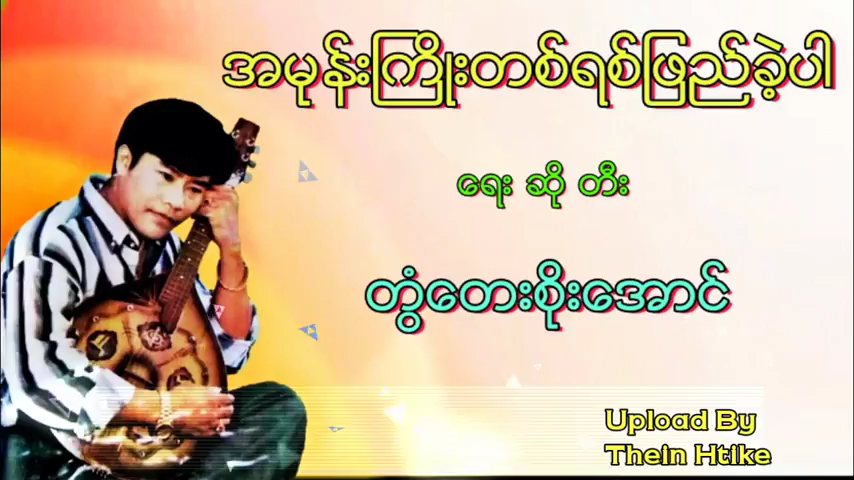 အမုန်းကြိုးတစ်ရစ်ဖြည်ခဲ့ပါ
ရေး ဆို တီး
တွံတေးစိုးအောင်
Upload By
Thein Htike